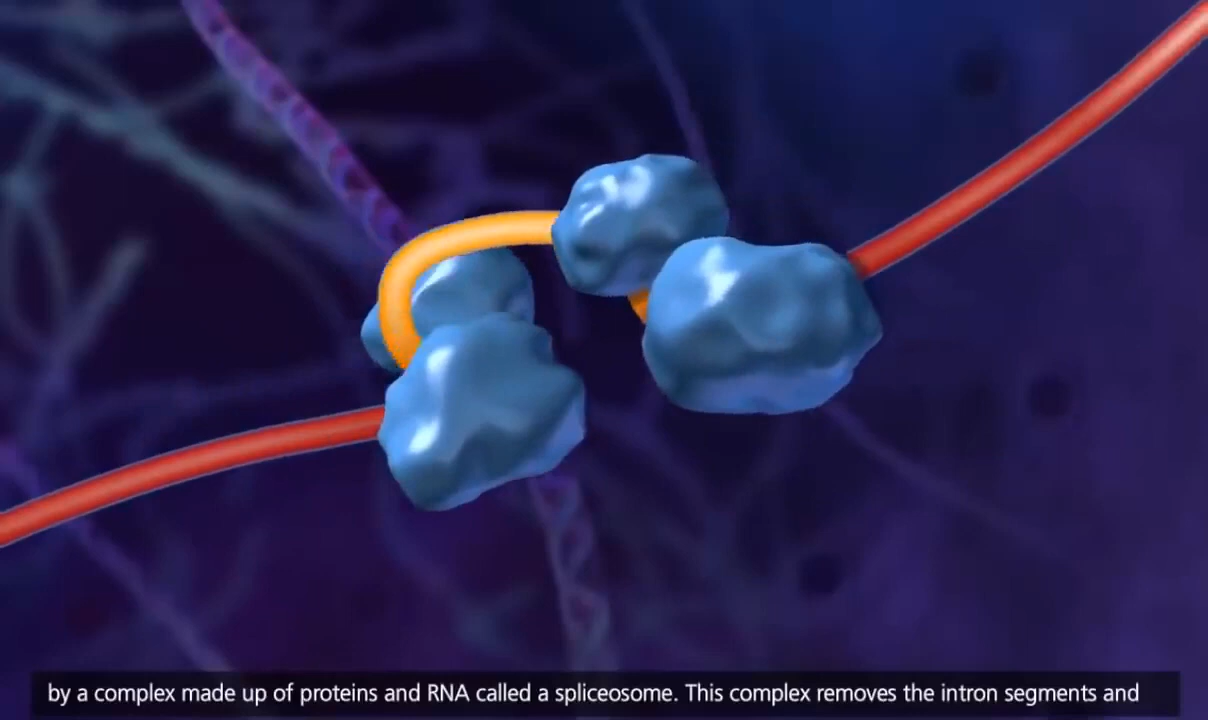 by a complex made up of proteins and RNA called a spliceosome. This complex removes the intron segments and